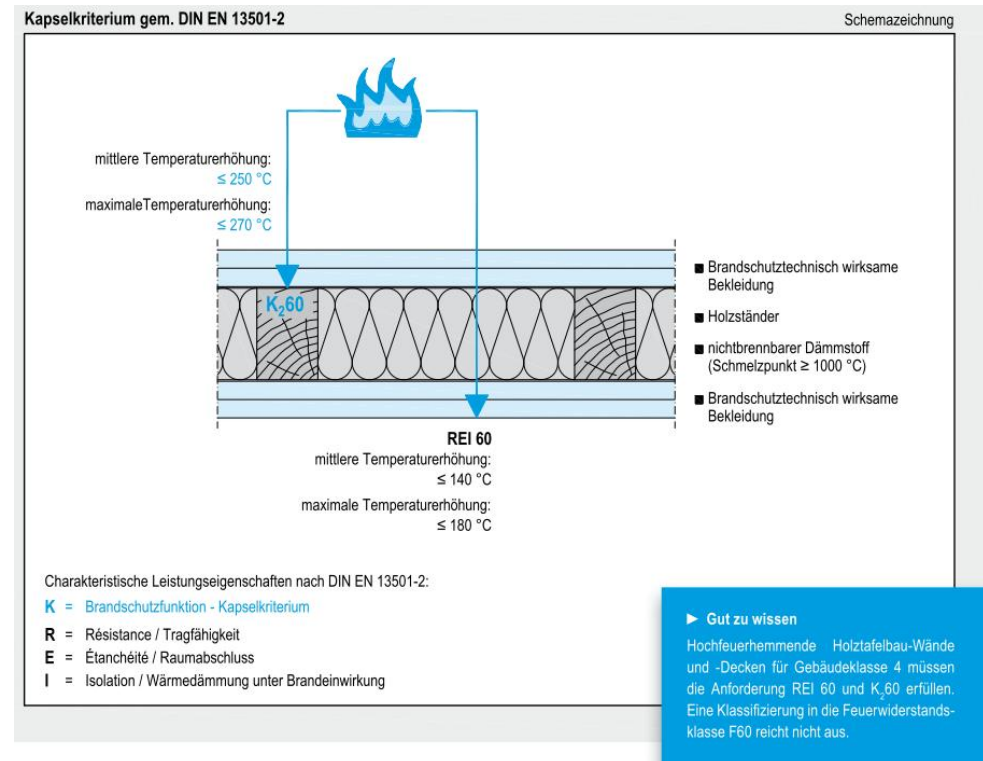 Kapselkriterium gem. DIN EN 13501-2
Schemazeichnung
mittlere Temperaturerhöhung:
≤ 250 °C
maximaleTemperaturerhöhung:
≤ 270 °C
K₂60
■ Brandschutztechnisch wirksame
Bekleidung
■ Holzständer
■ nichtbrennbarer Dämmstoff
(Schmelzpunkt ≥ 1000 °C)
■ Brandschutztechnisch wirksame
Bekleidung
REI 60
mittlere Temperaturerhöhung:
≤ 140 °C
maximale Temperaturerhöhung:
≤ 180 °C
Charakteristische Leistungseigenschaften nach DIN EN 13501-2:
K = Brandschutzfunktion - Kapselkriterium
R = Résistance / Tragfähigkeit
E = Étanchéité / Raumabschluss
I = Isolation / Wärmedämmung unter Brandeinwirkung
► Gut zu wissen
Hochfeuerhemmende Holztafelbau-Wände
und -Decken für Gebäudeklasse 4 müssen
die Anforderung REI 60 und K₂60 erfüllen.
Eine Klassifizierung in die Feuerwiderstands-
klasse F60 reicht nicht aus.